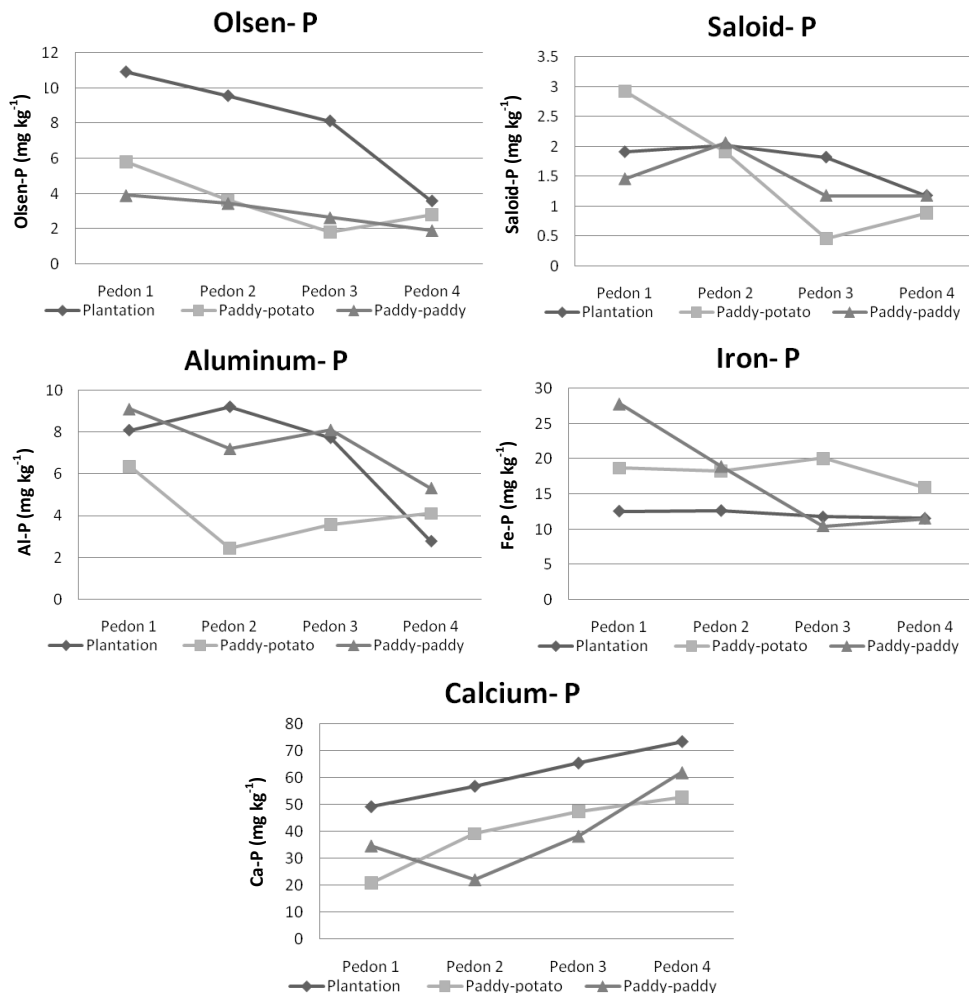 Olsen- P
Olsen-P (mg kg⁻¹)
12
10
8
6
4
2
0
Pedon 1 Pedon 2 Pedon 3 Pedon 4
Plantation Paddy-potato Paddy-paddy
Saloid- P
Saloid-P (mg kg⁻¹)
3.5
3
2.5
2
1.5
1
0.5
0
Pedon 1 Pedon 2 Pedon 3 Pedon 4
Plantation Paddy-potato Paddy-paddy
Aluminum- P
Al-P (mg kg⁻¹)
10
8
6
4
2
0
Pedon 1 Pedon 2 Pedon 3 Pedon 4
Plantation Paddy-potato Paddy-paddy
Iron- P
Fe-P (mg kg⁻¹)
30
25
20
15
10
5
0
Pedon 1 Pedon 2 Pedon 3 Pedon 4
Plantation Paddy-potato Paddy-paddy
Calcium- P
Ca-P (mg kg⁻¹)
80
70
60
50
40
30
20
10
0
Pedon 1 Pedon 2 Pedon 3 Pedon 4
Plantation Paddy-potato Paddy-paddy